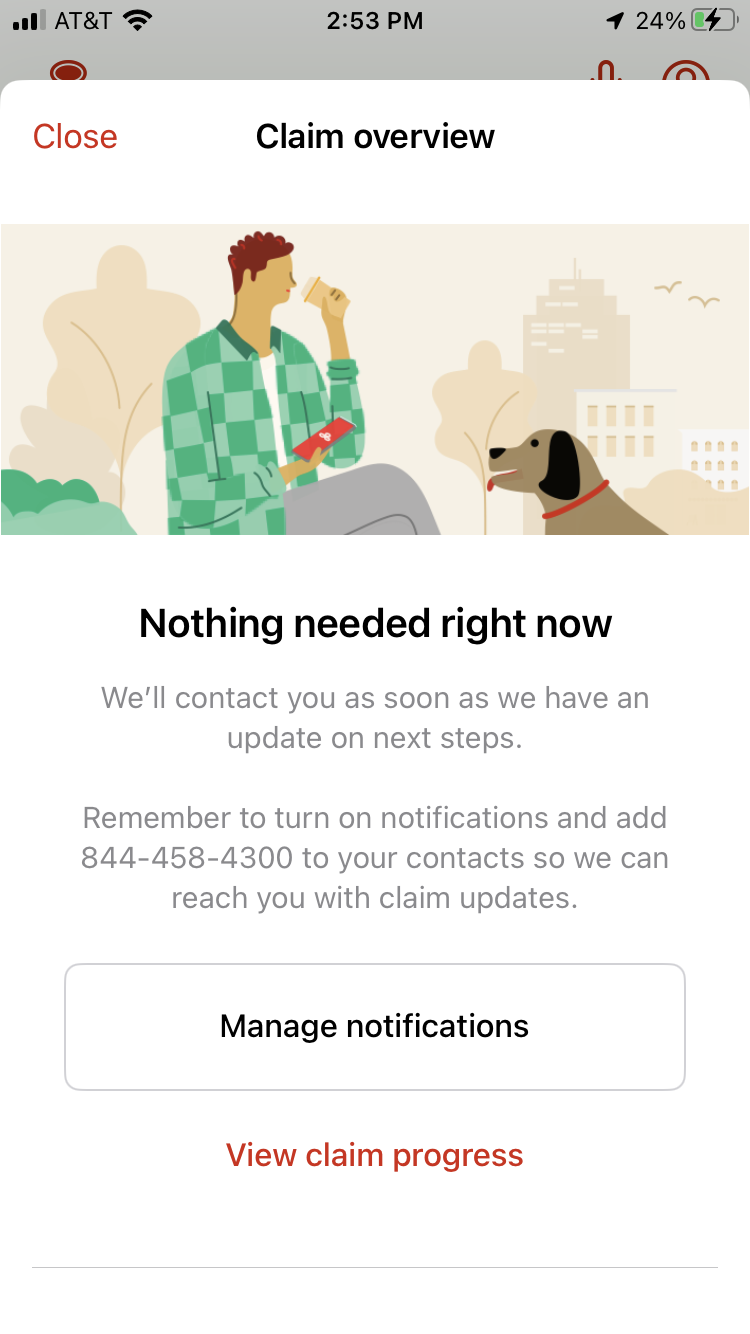 AT&T 2:53 PM 24%
Close Claim overview
Nothing needed right now
We’ll contact you as soon as we have an
update on next steps.
Remember to turn on notifications and add
844-458-4300 to your contacts so we can
reach you with claim updates.
Manage notifications
View claim progress